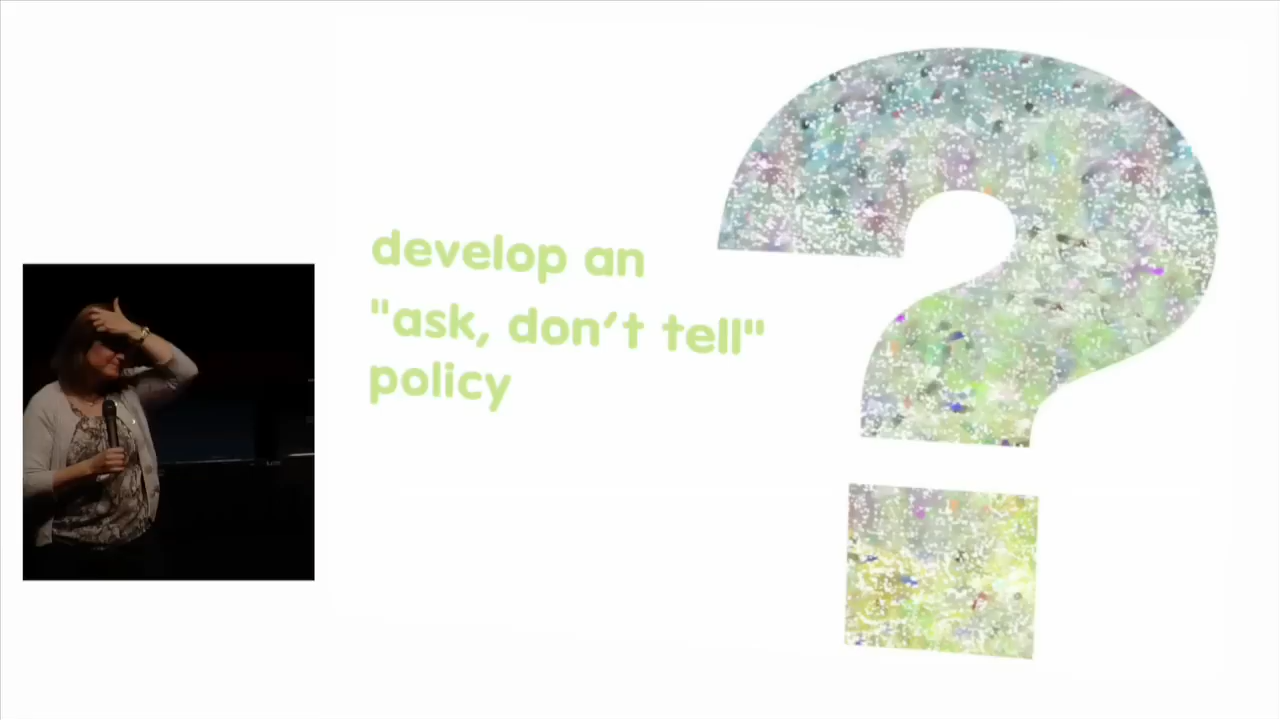 develop an
"ask, don’t tell"
policy